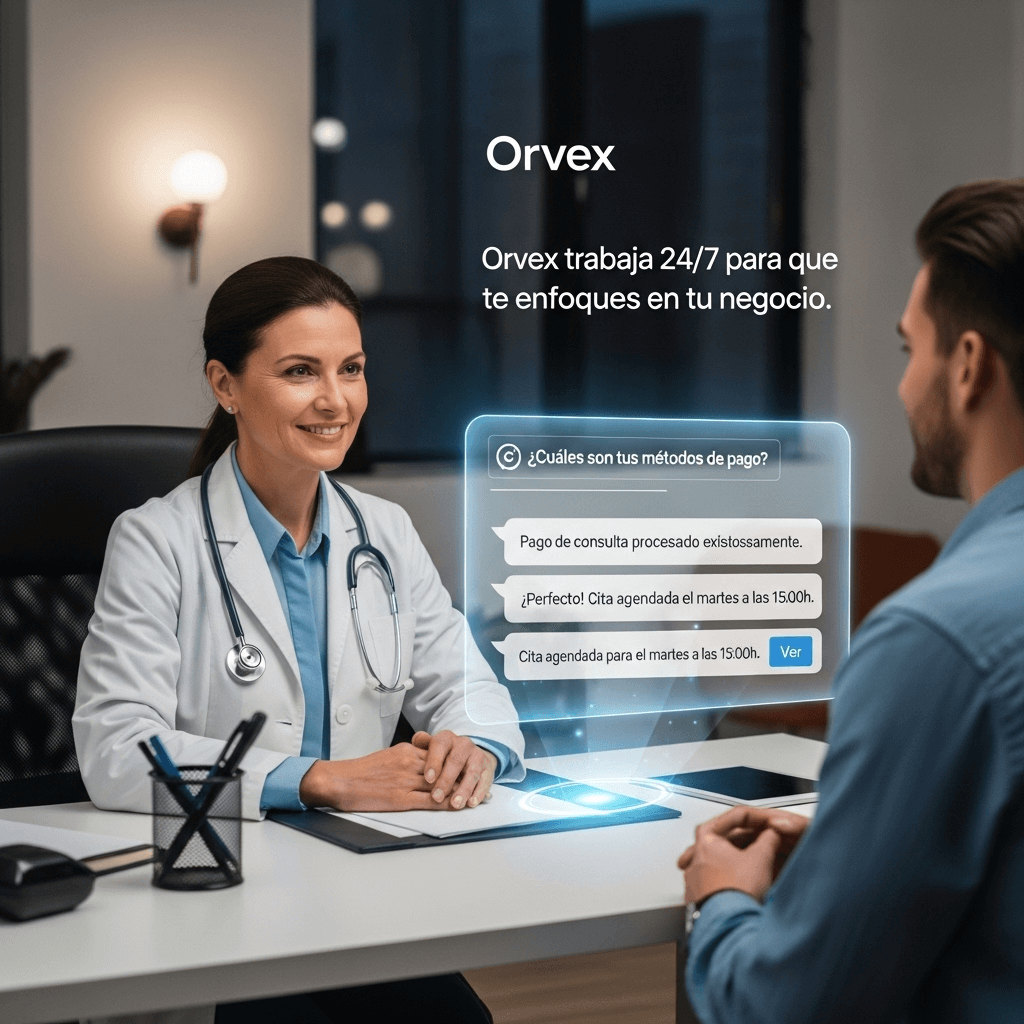 Orvex
Orvex trabaja 24/7 para que
te enfoques en tu negocio.
¿Cuáles son tus métodos de pago?
Pago de consulta procesado existossamente.
¡Perfecto! Cita agendada el martes a las 15.00h.
Cita agendada para el martes a las 15:00h.
Ver